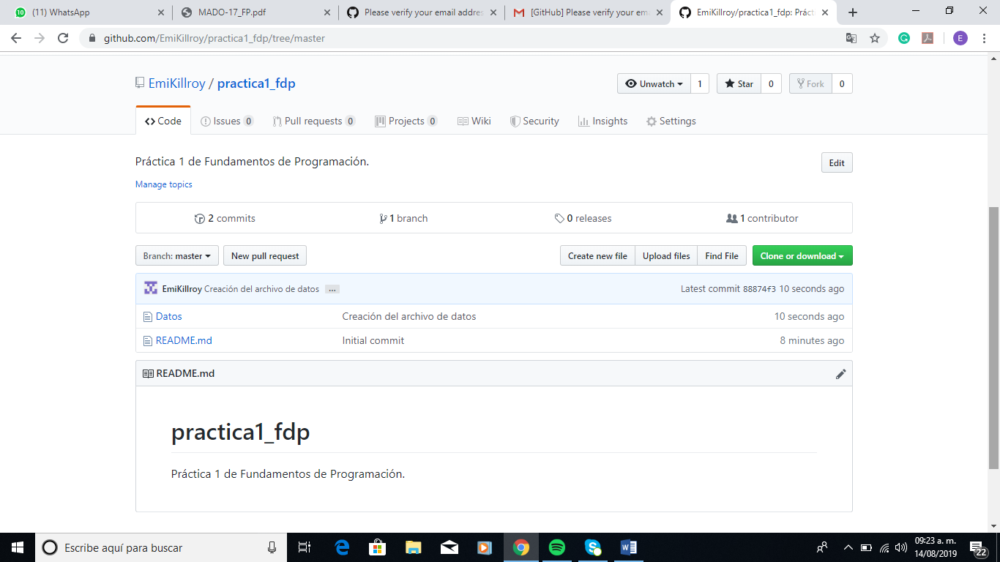 (11) WhatsApp
MADO-17_FP.pdf
Please verify your email addres
[GitHub] Please verify your ema
EmiKillroy/practica1_fdp: Práct
github.com/EmiKillroy/practica1_fdp/tree/master
E
EmiKillroy / practica1_fdp
Unwatch 1
Star 0
Fork 0
Code
Issues 0
Pull requests 0
Projects 0
Wiki
Security
Insights
Settings
Práctica 1 de Fundamentos de Programación.
Edit
Manage topics
2 commits
1 branch
0 releases
1 contributor
Branch: master
New pull request
Create new file
Upload files
Find File
Clone or download
EmiKillroy Creación del archivo de datos ...
Latest commit 88874f3 10 seconds ago
Datos Creación del archivo de datos 10 seconds ago
README.md Initial commit 8 minutes ago
README.md
practica1_fdp
Práctica 1 de Fundamentos de Programación.
Escribe aquí para buscar
09:23 a. m.
14/08/2019
22